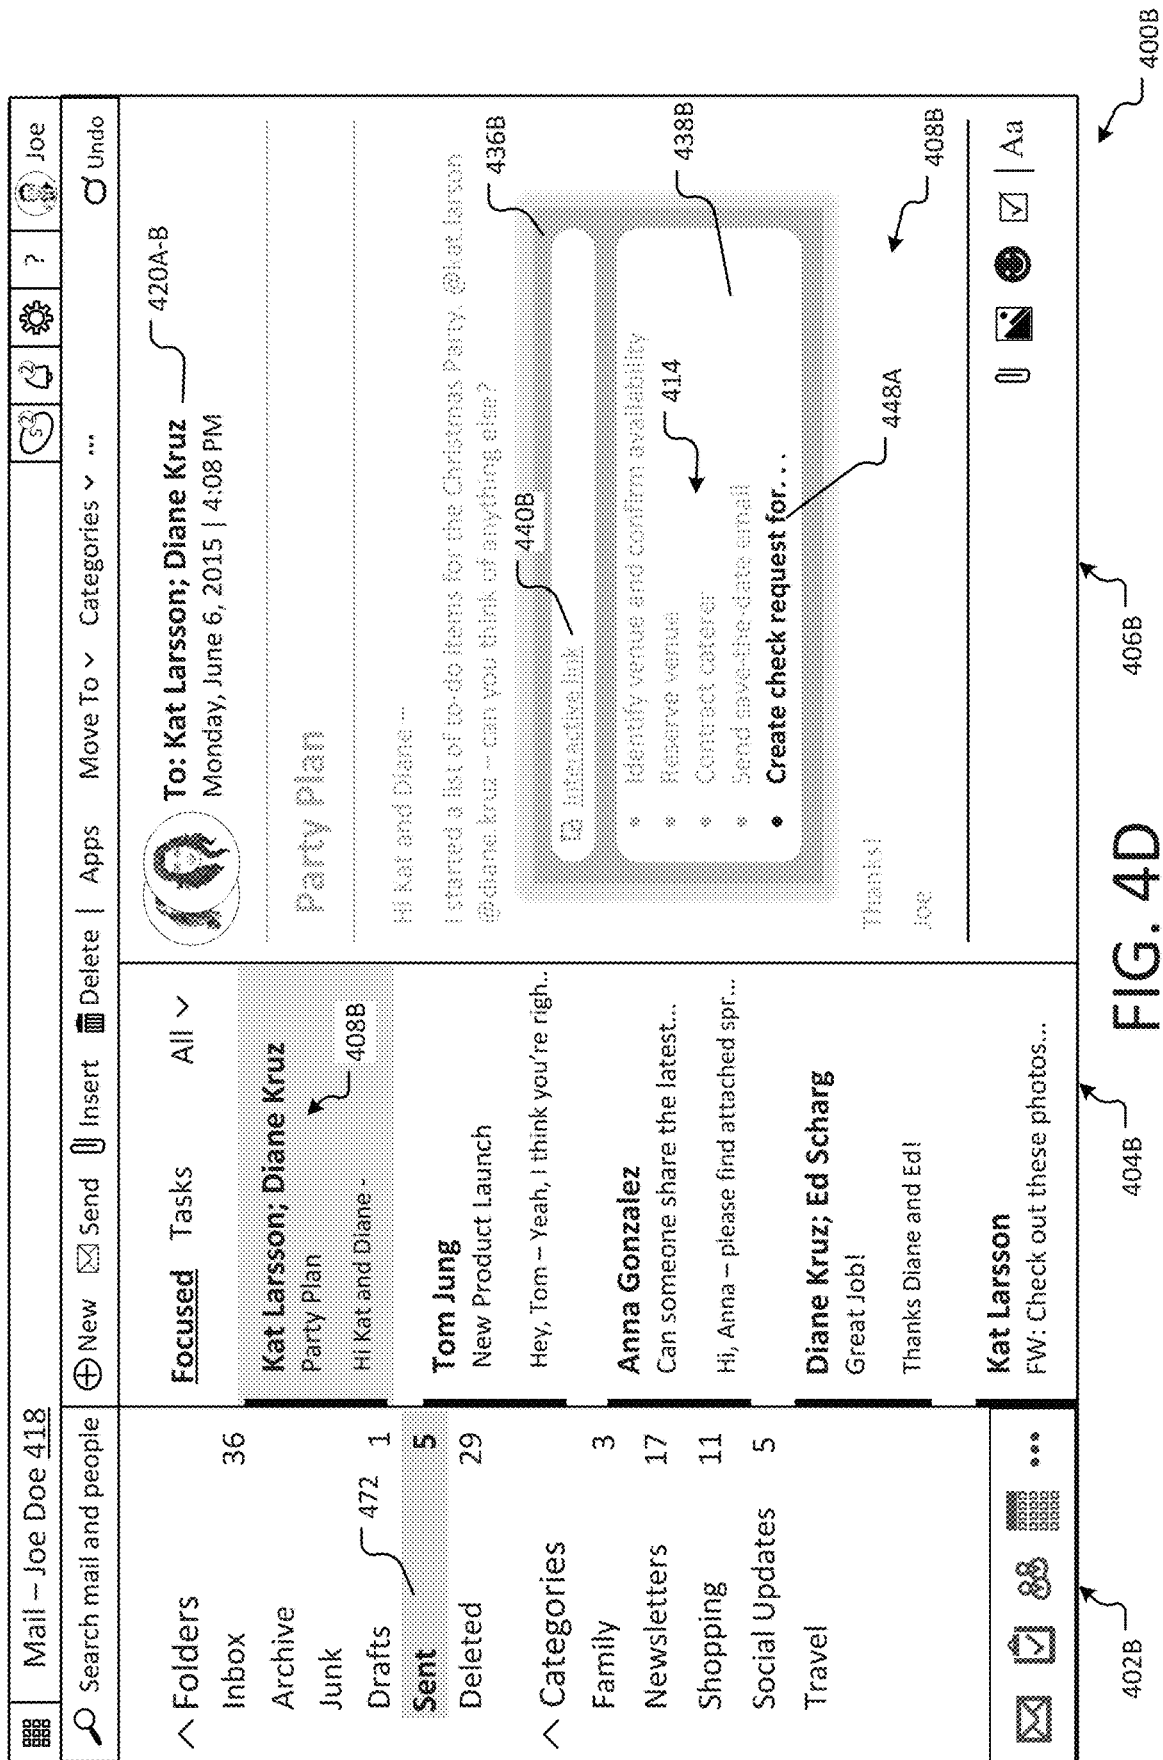 Mail – Joe Doe 418
2
2
?
Joe
Search mail and people
New
Send
Insert
Delete |
Apps
Move To
Categories
...
Undo
Folders
Inbox 36
Archive
Junk
Drafts 1
472
Sent 5
Deleted 29
Categories
Family 3
Newsletters 17
Shopping 11
Social Updates 5
Travel
...
402B
Focused Tasks All
Kat Larsson; Diane Kruz
Party Plan
408B
Hi Kat and Diane -
Tom Jung
New Product Launch
Hey, Tom – Yeah, I think you're righ..
Anna Gonzalez
Can someone share the latest...
Hi, Anna – please find attached spr...
Diane Kruz; Ed Scharg
Great Job!
Thanks Diane and Ed!
Kat Larsson
FW: Check out these photos...
404B
To: Kat Larsson; Diane Kruz
420A-B
Monday, June 6, 2015 | 4:08 PM
Party Plan
Hi Kat and Diane –
I started a list of to-do items for the Christmas Party. @kat.larson
@diane.kruz – can you think of anything else?
436B
440B
interactive link
• Identify venue and confirm availability
• Reserve venue
414
• Contract caterer
438B
• Send save-the-date email
• Create check request for. . .
448A
Thanks!
408B
Joe
| Aa
406B
400B
FIG. 4D